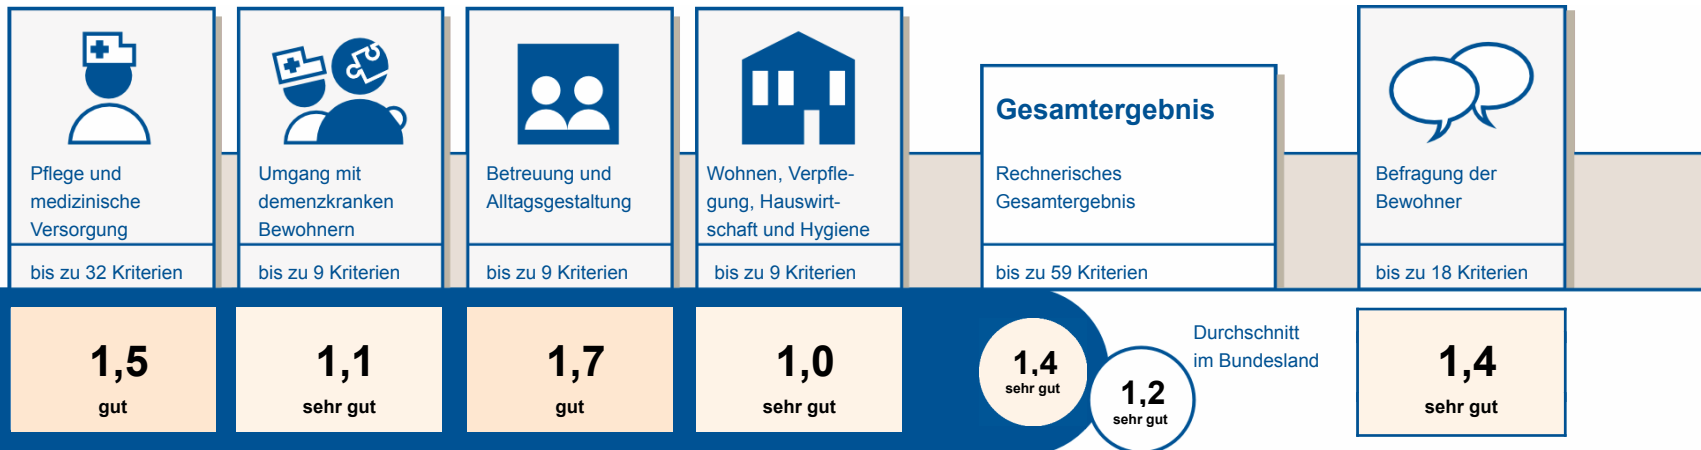 Pflege und
medizinische
Versorgung
bis zu 32 Kriterien
1,5
gut
Umgang mit
demenzkranken
Bewohnern
bis zu 9 Kriterien
1,1
sehr gut
Betreuung und
Alltagsgestaltung
bis zu 9 Kriterien
1,7
gut
Wohnen, Verpfle-
gung, Hauswirt-
schaft und Hygiene
bis zu 9 Kriterien
1,0
sehr gut
Gesamtergebnis
Rechnerisches
Gesamtergebnis
bis zu 59 Kriterien
1,4
sehr gut
Durchschnitt
im Bundesland
1,2
sehr gut
Befragung der
Bewohner
bis zu 18 Kriterien
1,4
sehr gut